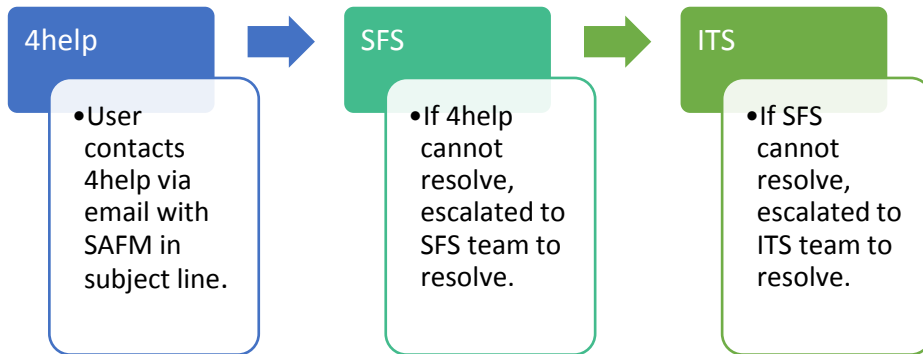 4help
•User
contacts
4help via
email with
SAFM in
subject line.
SFS
•If 4help
cannot
resolve,
escalated to
SFS team to
resolve.
ITS
•If SFS
cannot
resolve,
escalated to
ITS team to
resolve.